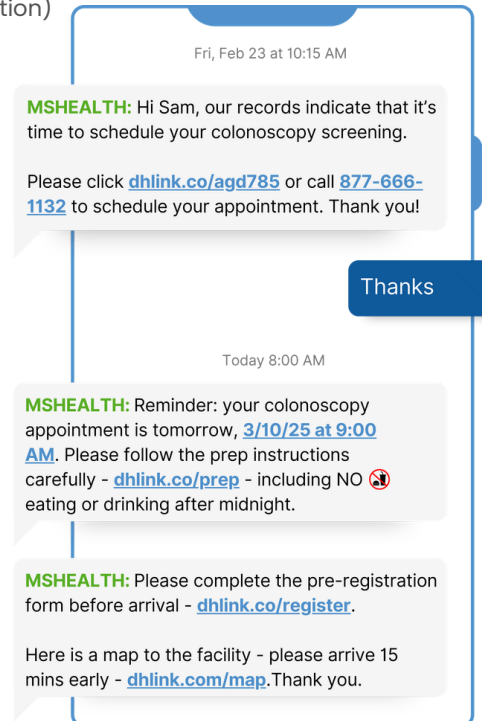 tion)
Fri, Feb 23 at 10:15 AM
MSHEALTH: Hi Sam, our records indicate that it's
time to schedule your colonoscopy screening.
Please click dhlink.co/agd785 or call 877-666-
1132 to schedule your appointment. Thank you!
Thanks
Today 8:00 AM
MSHEALTH: Reminder: your colonoscopy
appointment is tomorrow, 3/10/25 at 9:00
AM. Please follow the prep instructions
carefully - dhlink.co/prep - including NO
eating or drinking after midnight.
MSHEALTH: Please complete the pre-registration
form before arrival - dhlink.co/register.
Here is a map to the facility - please arrive 15
mins early - dhlink.com/map.Thank you.